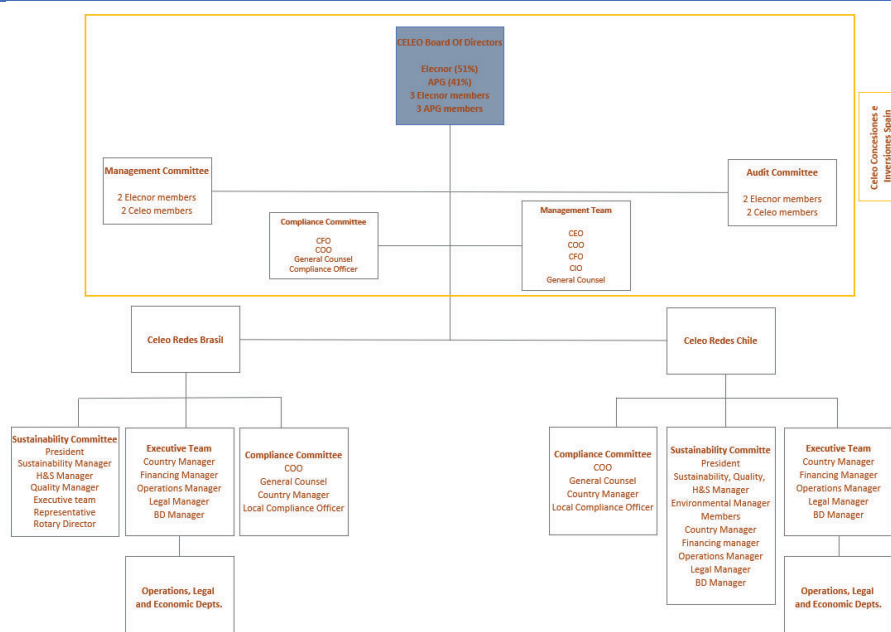 CELEO Board Of Directors
Elecnor (51%)
APG (41%)
3 Elecnor members
3 APG members
Celeo Concesiones e
Inversiones Spain
Management Committee
2 Elecnor members
2 Celeo members
Audit Committee
2 Elecnor members
2 Celeo members
Compliance Committee
CFO
COO
General Counsel
Compliance Officer
Management Team
CEO
COO
CFO
CIO
General Counsel
Celeo Redes Brasil
Celeo Redes Chile
Sustainability Committee
President
Sustainability Manager
H&S Manager
Quality Manager
Executive team
Representative
Rotary Director
Executive Team
Country Manager
Financing Manager
Operations Manager
Legal Manager
BD Manager
Compliance Committee
COO
General Counsel
Country Manager
Local Compliance Officer
Compliance Committee
COO
General Counsel
Country Manager
Local Compliance Officer
Sustainability Committe
President
Sustainability, Quality,
H&S Manager
Environmental Manager
Members
Country Manager
Financing manager
Operations Manager
Legal Manager
BD Manager
Executive Team
Country Manager
Financing Manager
Operations Manager
Legal Manager
BD Manager
Operations, Legal
and Economic Depts.
Operations, Legal
and Economic Depts.